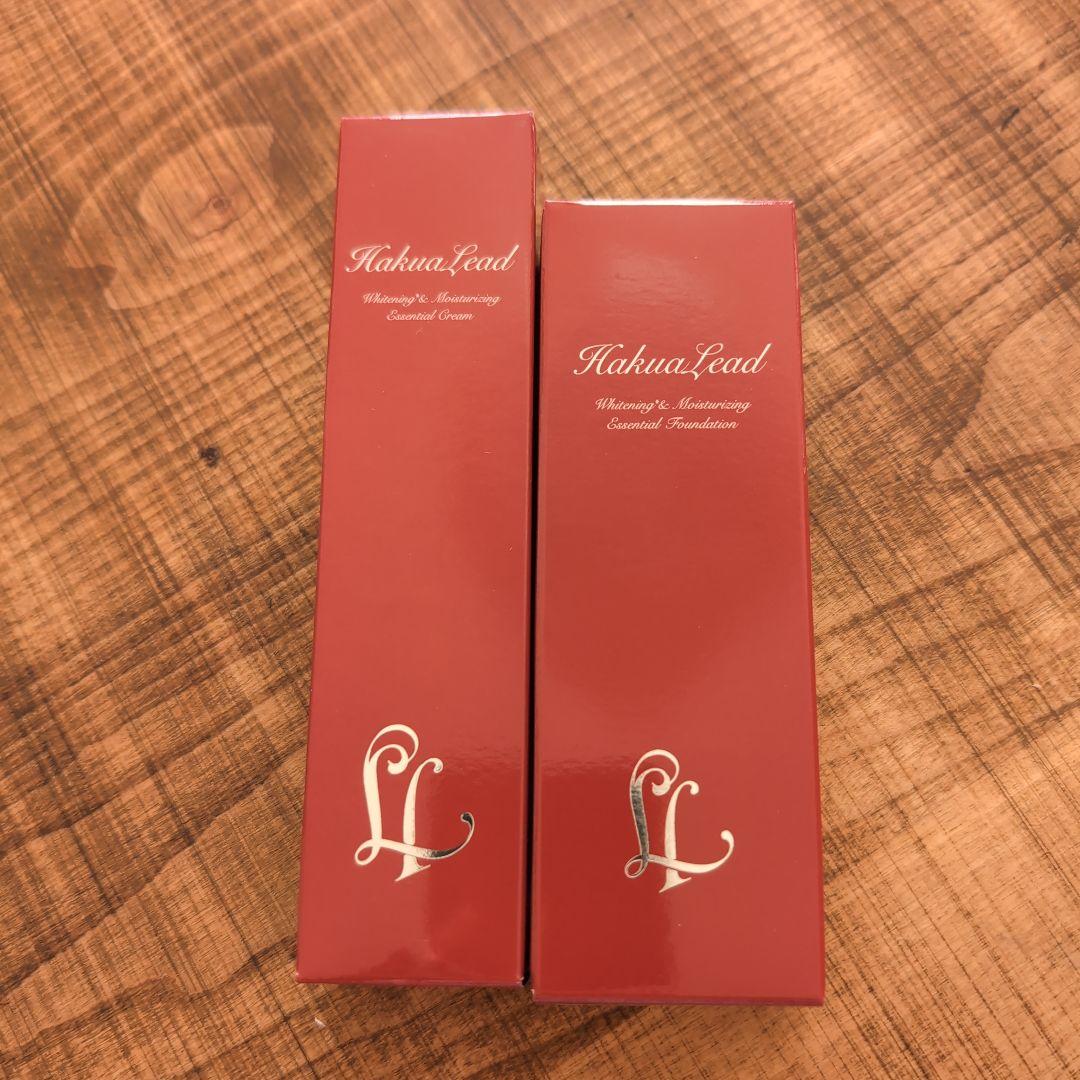 HakuaLead
Whitening*& Moisturizing
Essential Cream
HakuaLead
Whitening*& Moisturizing
Essential Foundation